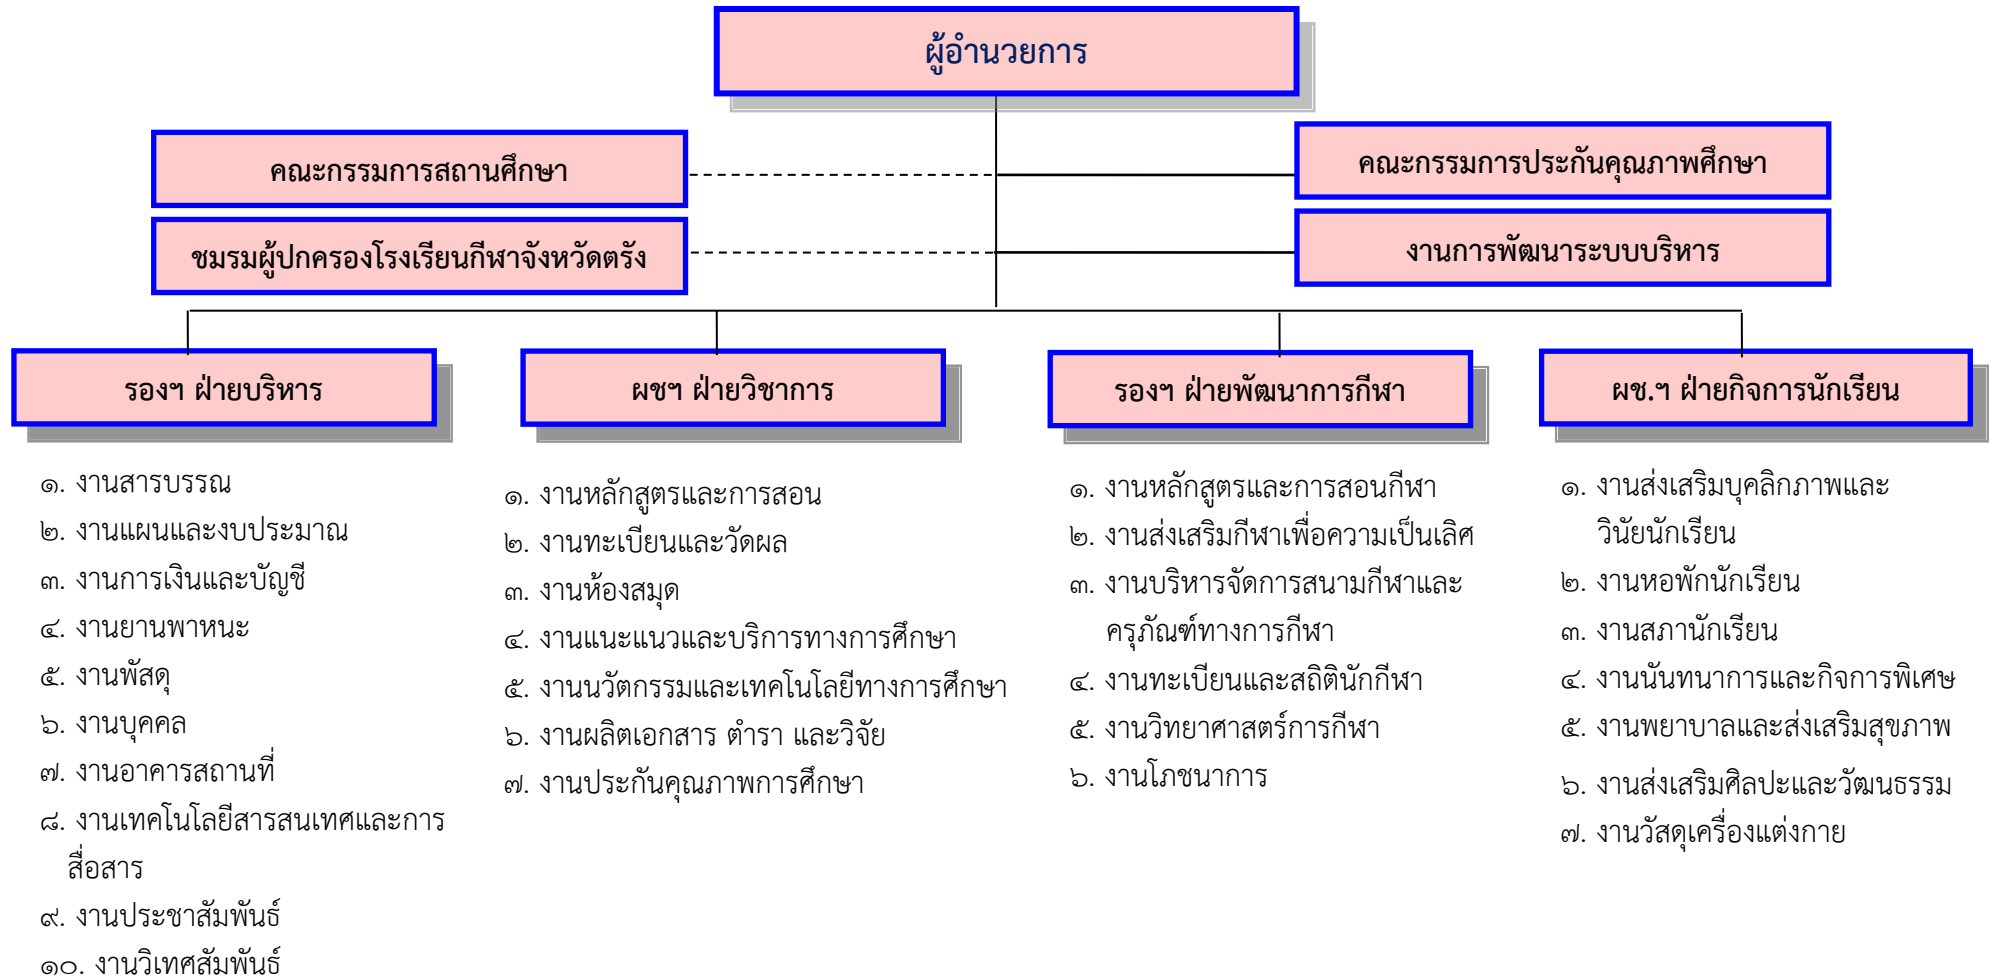 ผู้อำนวยการ
คณะกรรมการสถานศึกษา
คณะกรรมการประกันคุณภาพศึกษา
ชมรมผู้ปกครองโรงเรียนกีฬาจังหวัดตรัง
งานการพัฒนาระบบบริหาร
รองฯ ฝ่ายบริหาร
๑. งานสารบรรณ
๒. งานแผนและงบประมาณ
๓. งานการเงินและบัญชี
๔. งานยานพาหนะ
๕. งานพัสดุ
๖. งานบุคคล
๗. งานอาคารสถานที่
๘. งานเทคโนโลยีสารสนเทศและการ
สื่อสาร
๙. งานประชาสัมพันธ์
๑๐. งานวิเทศสัมพันธ์
ผชฯ ฝ่ายวิชาการ
๑. งานหลักสูตรและการสอน
๒. งานทะเบียนและวัดผล
๓. งานห้องสมุด
๔. งานแนะแนวและบริการทางการศึกษา
๕. งานนวัตกรรมและเทคโนโลยีทางการศึกษา
๖. งานผลิตเอกสาร ตำรา และวิจัย
๗. งานประกันคุณภาพการศึกษา
รองฯ ฝ่ายพัฒนาการกีฬา
๑. งานหลักสูตรและการสอนกีฬา
๒. งานส่งเสริมกีฬาเพื่อความเป็นเลิศ
๓. งานบริหารจัดการสนามกีฬาและ
ครุภัณฑ์ทางการกีฬา
๔. งานทะเบียนและสถิตินักกีฬา
๕. งานวิทยาศาสตร์การกีฬา
๖. งานโภชนาการ
ผช.ฯ ฝ่ายกิจการนักเรียน
๑. งานส่งเสริมบุคลิกภาพและ
วินัยนักเรียน
๒. งานหอพักนักเรียน
๓. งานสภานักเรียน
๔. งานนันทนาการและกิจการพิเศษ
๕. งานพยาบาลและส่งเสริมสุขภาพ
๖. งานส่งเสริมศิลปะและวัฒนธรรม
๗. งานวัสดุเครื่องแต่งกาย